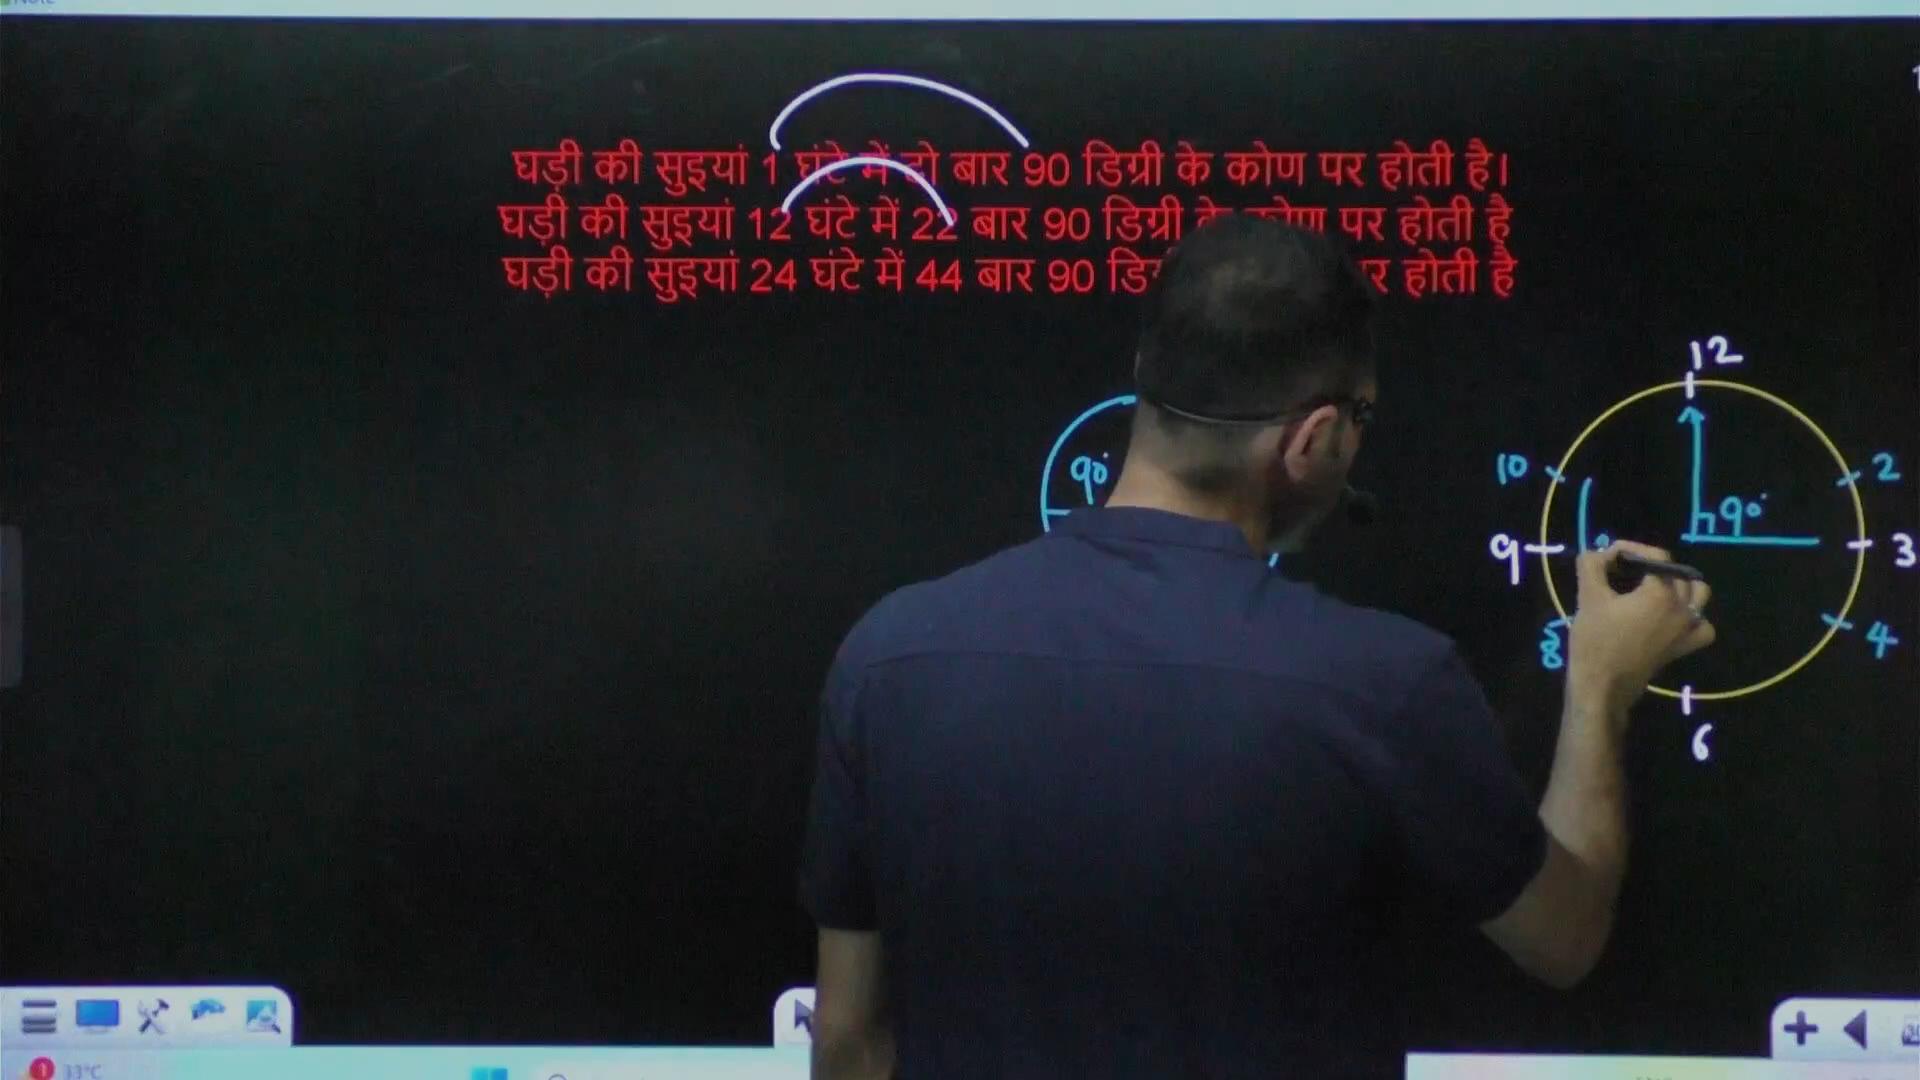 घड़ी की सुइयां 1 घंटे में दो बार 90 डिग्री के कोण पर होती है।
घड़ी की सुइयां 12 घंटे में 22 बार 90 डिग्री के कोण पर होती है
घड़ी की सुइयां 24 घंटे में 44 बार 90 होती है
12
90°
10
2
90°
9
3
8
4
6
33°C